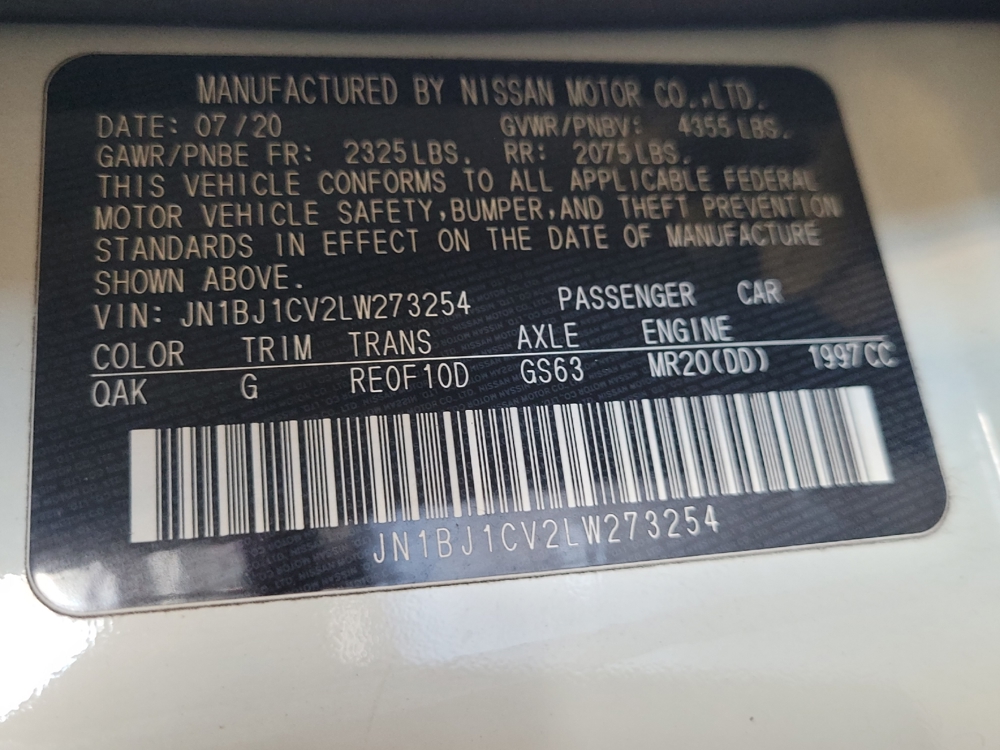 MANUFACTURED BY NISSAN MOTOR CO.,LTD.
DATE: 07/20 GVWR/PNBV: 4355LBS.
GAWR/PNBE FR: 2325LBS. RR: 2075LBS.
THIS VEHICLE CONFORMS TO ALL APPLICABLE FEDERAL
MOTOR VEHICLE SAFETY,BUMPER,AND THEFT PREVENTION
STANDARDS IN EFFECT ON THE DATE OF MANUFACTURE
SHOWN ABOVE.
VIN: JN1BJ1CV2LW273254 PASSENGER CAR
COLOR TRIM TRANS AXLE ENGINE
QAK G RE0F10D GS63 MR20(DD) 1997CC
JN1BJ1CV2LW273254